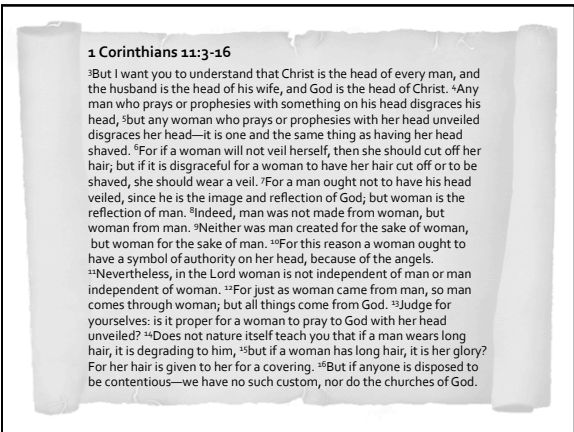 1 Corinthians 11:3-16
³But I want you to understand that Christ is the head of every man, and
the husband is the head of his wife, and God is the head of Christ. ⁴Any
man who prays or prophesies with something on his head disgraces his
head, ⁵but any woman who prays or prophesies with her head unveiled
disgraces her head—it is one and the same thing as having her head
shaved. ⁶For if a woman will not veil herself, then she should cut off her
hair; but if it is disgraceful for a woman to have her hair cut off or to be
shaved, she should wear a veil. ⁷For a man ought not to have his head
veiled, since he is the image and reflection of God; but woman is the
reflection of man. ⁸Indeed, man was not made from woman, but
woman from man. ⁹Neither was man created for the sake of woman,
but woman for the sake of man. ¹⁰For this reason a woman ought to
have a symbol of authority on her head, because of the angels.
¹¹Nevertheless, in the Lord woman is not independent of man or man
independent of woman. ¹²For just as woman came from man, so man
comes through woman; but all things come from God. ¹³Judge for
yourselves: is it proper for a woman to pray to God with her head
unveiled? ¹⁴Does not nature itself teach you that if a man wears long
hair, it is degrading to him, ¹⁵but if a woman has long hair, it is her glory?
For her hair is given to her for a covering. ¹⁶But if anyone is disposed to
be contentious—we have no such custom, nor do the churches of God.